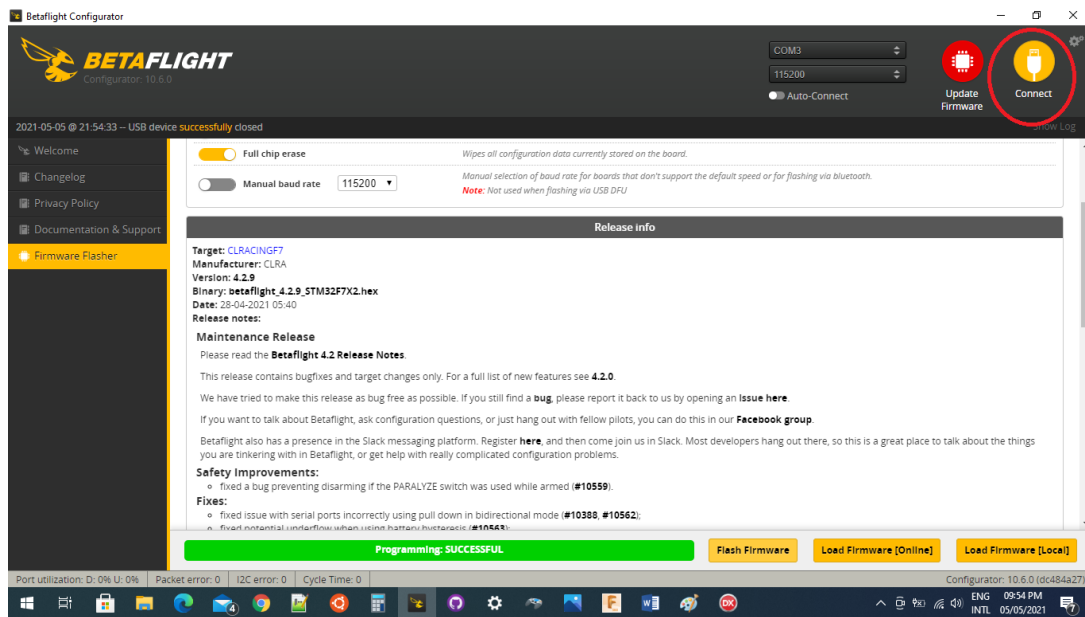 Betaflight Configurator
BETAFLIGHT
Configurator: 10.6.0
COM3
115200
Auto-Connect
Update Firmware
Connect
2021-05-05 @ 21:54:33 -- USB device successfully closed
Show Log
Welcome
Changelog
Privacy Policy
Documentation & Support
Firmware Flasher
Full chip erase
Wipes all configuration data currently stored on the board.
Manual baud rate
115200
Manual selection of baud rate for boards that don't support the default speed or for flashing via bluetooth.
Note: Not used when flashing via USB DFU
Release info
Target: CLRACINGF7
Manufacturer: CLRA
Version: 4.2.9
Binary: betaflight_4.2.9_STM32F7X2.hex
Date: 28-04-2021 05:40
Release notes:
Maintenance Release
Please read the Betaflight 4.2 Release Notes.
This release contains bugfixes and target changes only. For a full list of new features see 4.2.0.
We have tried to make this release as bug free as possible. If you still find a bug, please report it back to us by opening an issue here.
If you want to talk about Betaflight, ask configuration questions, or just hang out with fellow pilots, you can do this in our Facebook group.
Betaflight also has a presence in the Slack messaging platform. Register here, and then come join us in Slack. Most developers hang out there, so this is a great place to talk about the things
you are tinkering with in Betaflight, or get help with really complicated configuration problems.
Safety Improvements:
fixed a bug preventing disarming if the PARALYZE switch was used while armed (#10559).
Fixes:
fixed issue with serial ports incorrectly using pull down in bidirectional mode (#10388, #10562);
fixed potential underflow when using battery hysteresis (#10563);
Programming: SUCCESSFUL
Flash Firmware
Load Firmware [Online]
Load Firmware [Local]
Port utilization: D: 0% U: 0%
Packet error: 0
I2C error: 0
Cycle Time: 0
Configurator: 10.6.0 (dc484a27)
4
F
W
DX
ENG
INTL
09:54 PM
05/05/2021
7